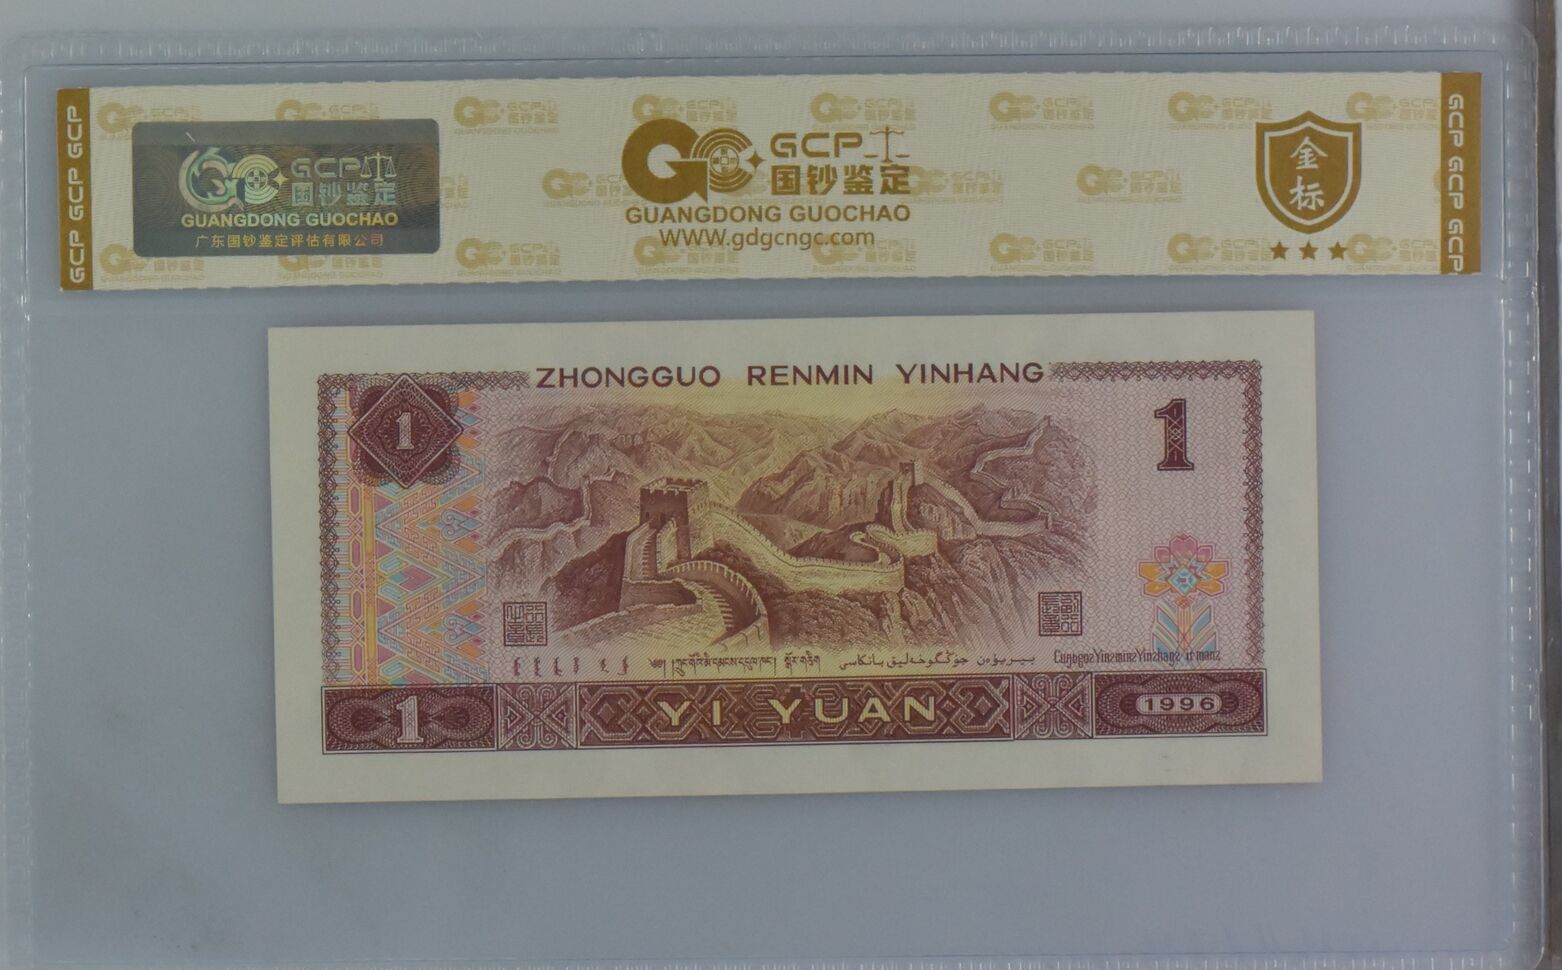 GCP GCP GCP
GCP
国钞鉴定
GUANGDONG GUOCHAO
广东国钞鉴定评估有限公司
GCP
国钞鉴定
GUANGDONG GUOCHAO
WWW.gdgcngc.com
金标
GCP GCP GCP
ZHONGGUO RENMIN YINHANG
1
1
YI YUAN
1
1996